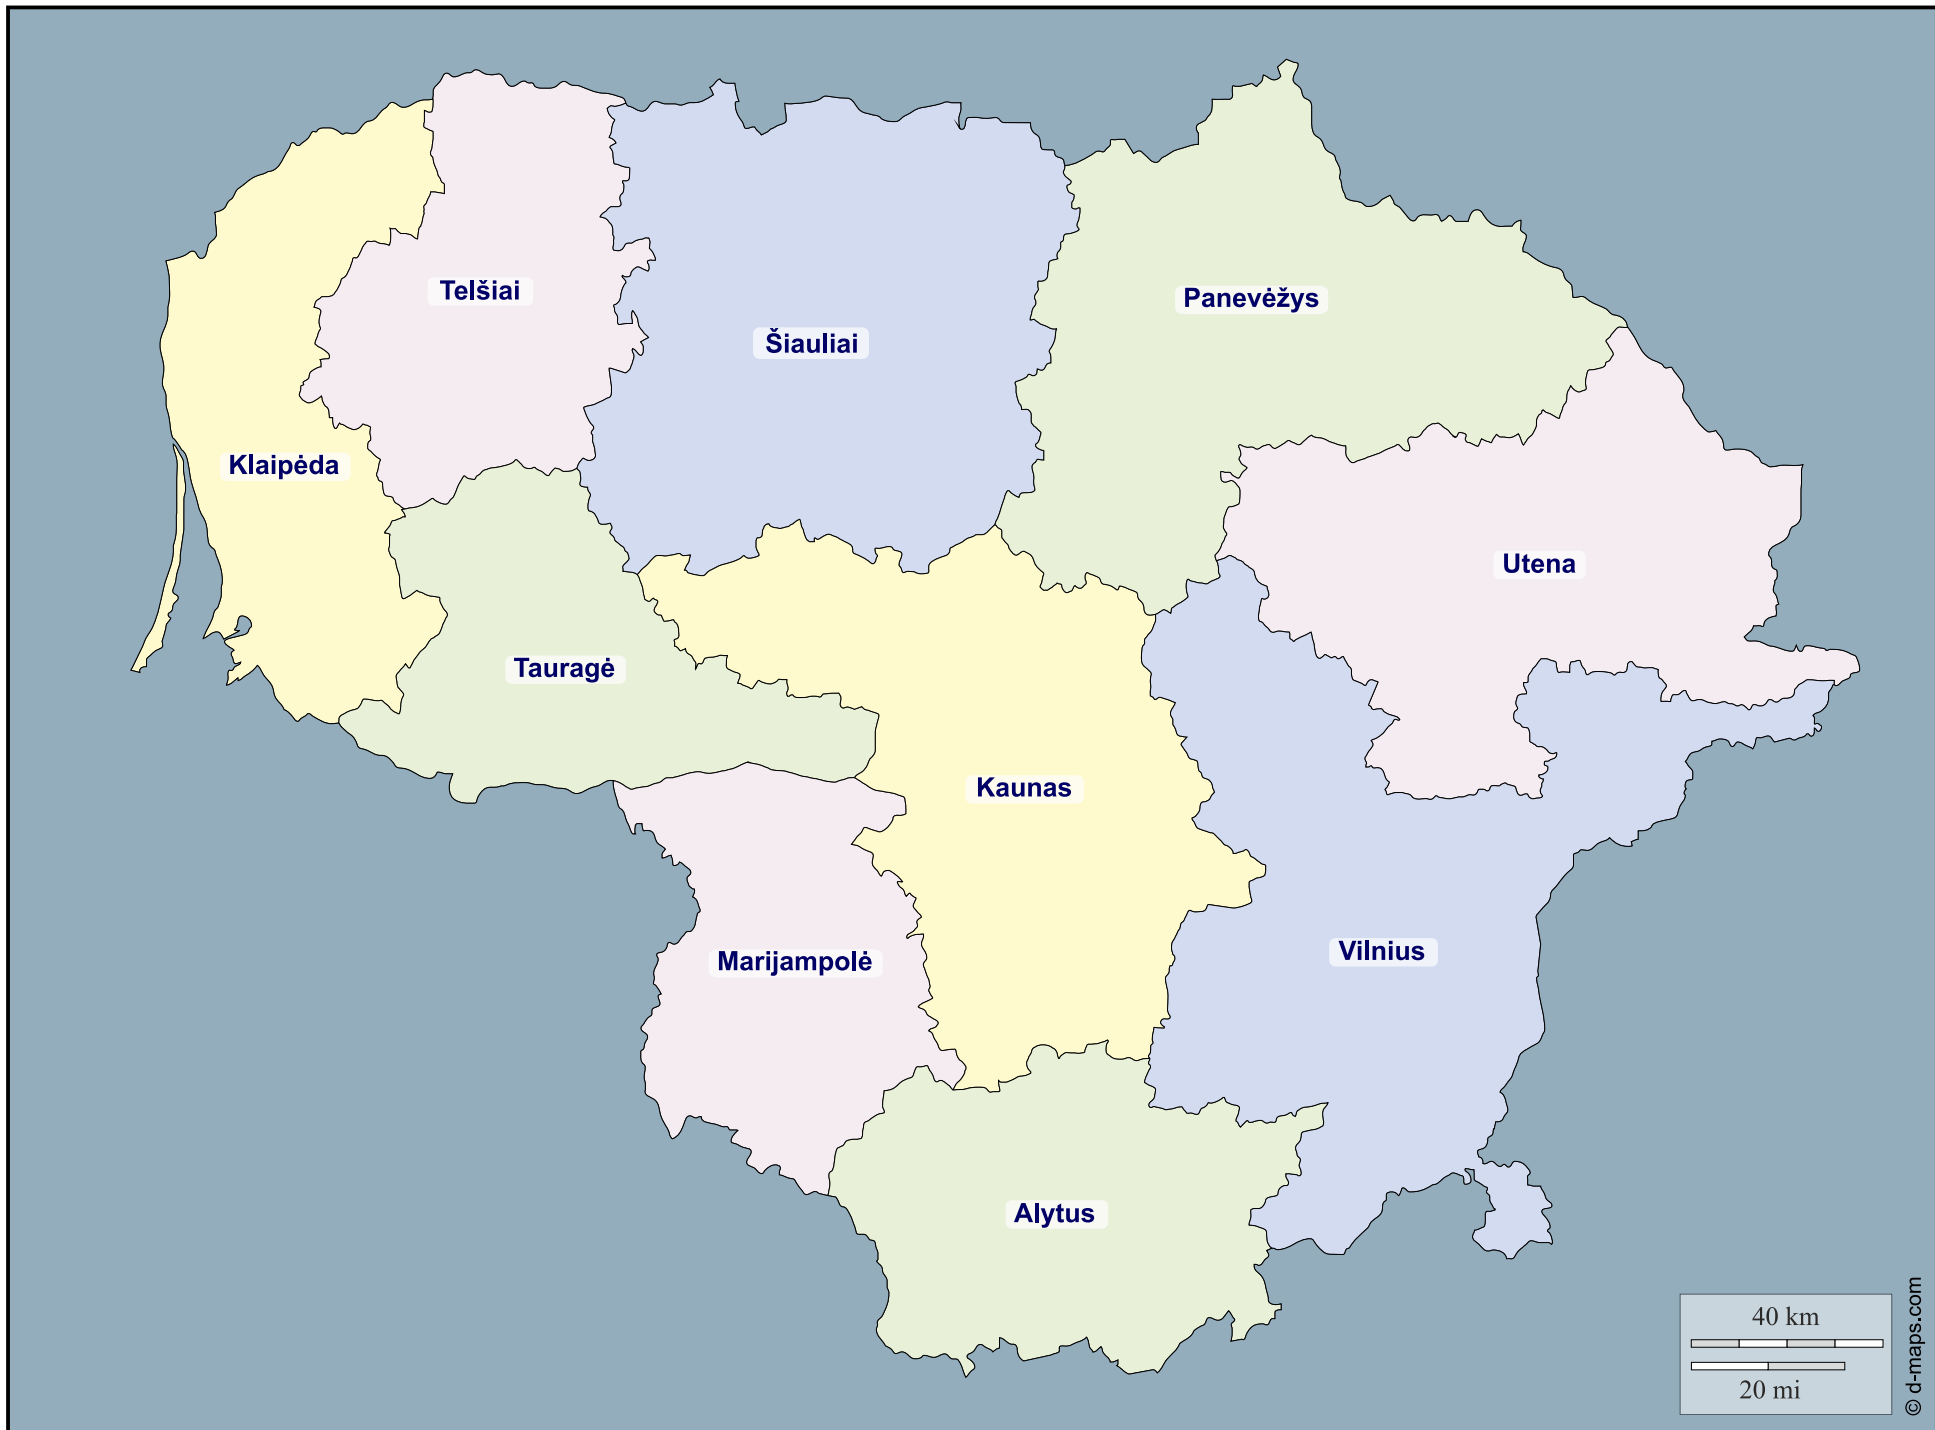 Telšiai
Panevėžys
Šiauliai
Klaipėda
Utena
Tauragė
Kaunas
Vilnius
Marijampolė
Alytus
40 km
20 mi
© d-maps.com